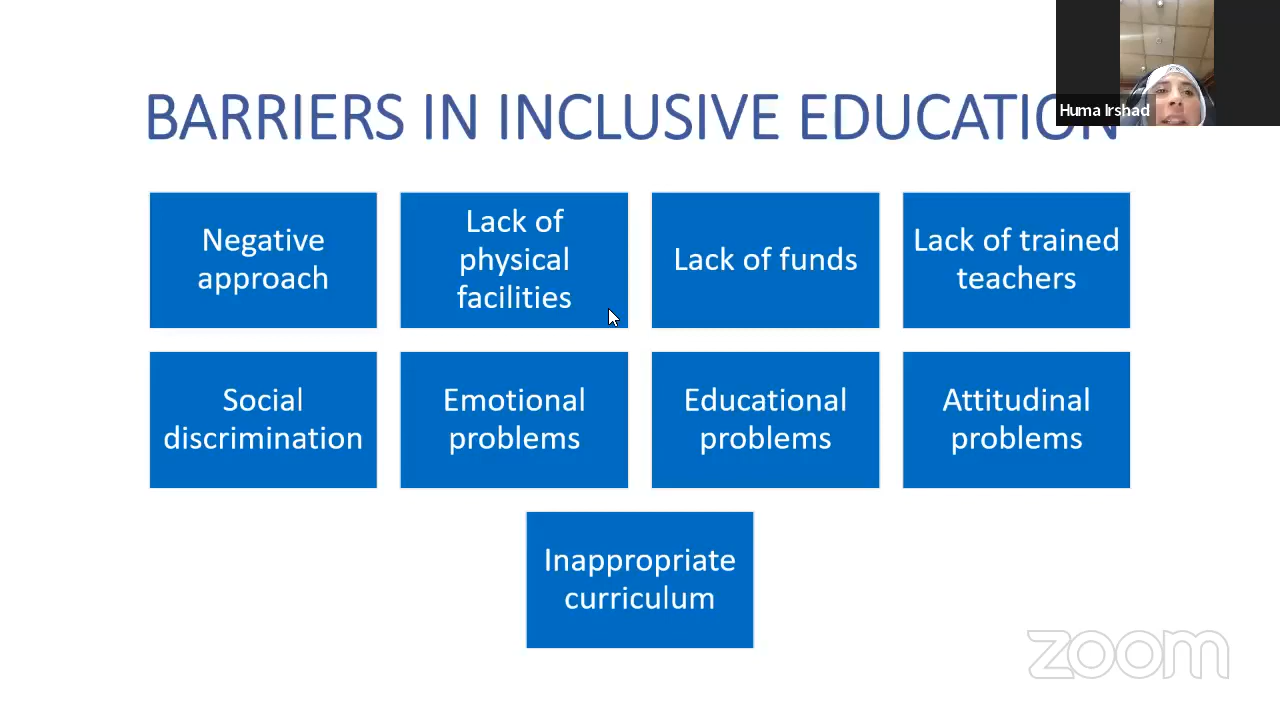 BARRIERS IN INCLUSIVE EDUCATION
Huma Irshad
Negative
approach
Lack of
physical
facilities
Lack of funds
Lack of trained
teachers
Social
discrimination
Emotional
problems
Educational
problems
Attitudinal
problems
Inappropriate
curriculum
zoom